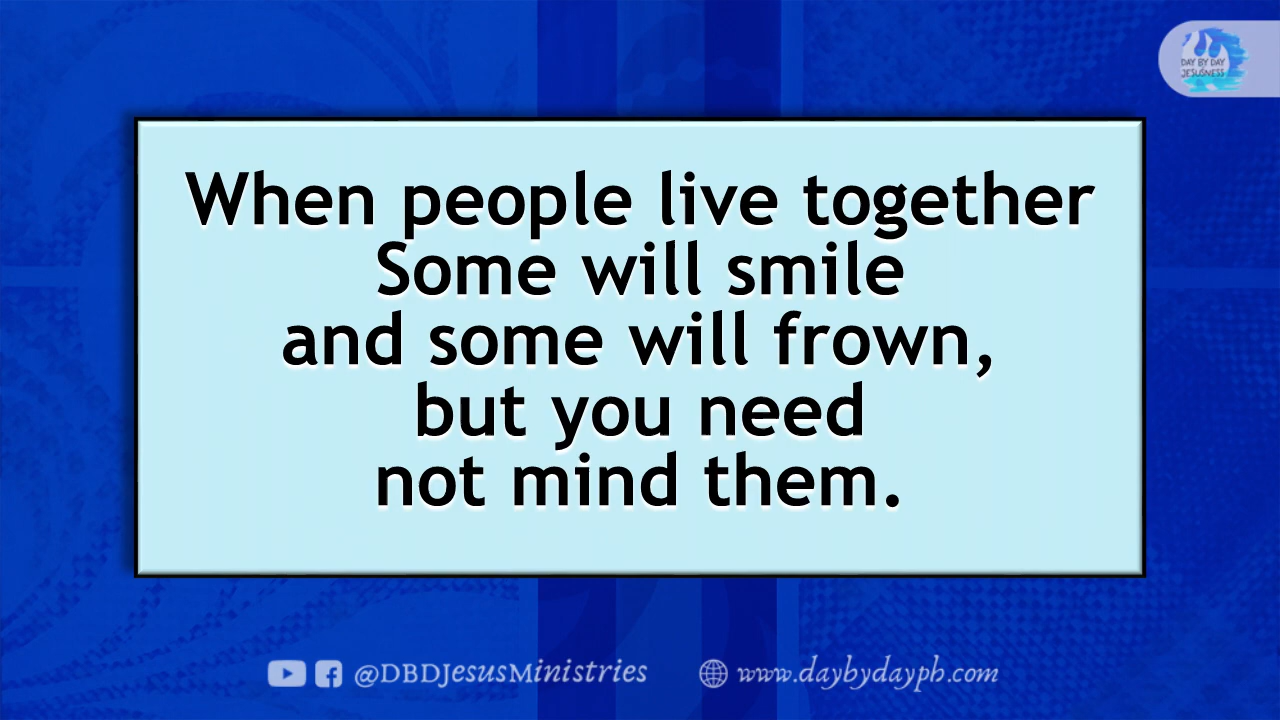 DAY BY DAY
JESUSNESS
When people live together
Some will smile
and some will frown,
but you need
not mind them.
@DBDJesusMinistries
www.daybydayph.com